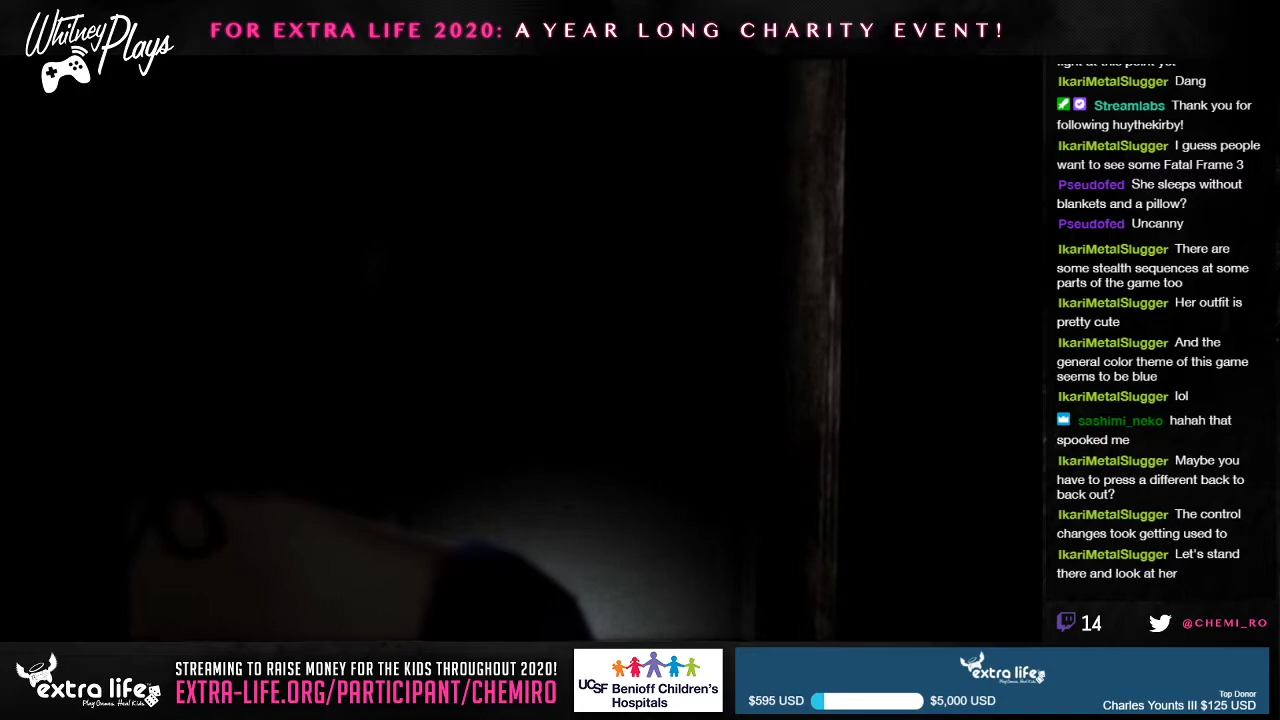 Whitney Plays
FOR EXTRA LIFE 2020: A YEAR LONG CHARITY EVENT!
IkariMetalSlugger Dang
Streamlabs Thank you for
following huythekirby!
IkariMetalSlugger I guess people
want to see some Fatal Frame 3
Pseudofed She sleeps without
blankets and a pillow?
Pseudofed Uncanny
IkariMetalSlugger There are
some stealth sequences at some
parts of the game too
IkariMetalSlugger Her outfit is
pretty cute
IkariMetalSlugger And the
general color theme of this game
seems to be blue
IkariMetalSlugger lol
sashimi_neko hahah that
spooked me
IkariMetalSlugger Maybe you
have to press a different back to
back out?
IkariMetalSlugger The control
changes took getting used to
IkariMetalSlugger Let's stand
there and look at her
14
@CHEMI_RO
extra life
Play Games. Heal Kids.
STREAMING TO RAISE MONEY FOR THE KIDS THROUGHOUT 2020!
EXTRA-LIFE.ORG/PARTICIPANT/CHEMIRO
UCSF Benioff Children's
Hospitals
extra life
$595 USD
$5,000 USD
Top Donor
Charles Younts III $125 USD